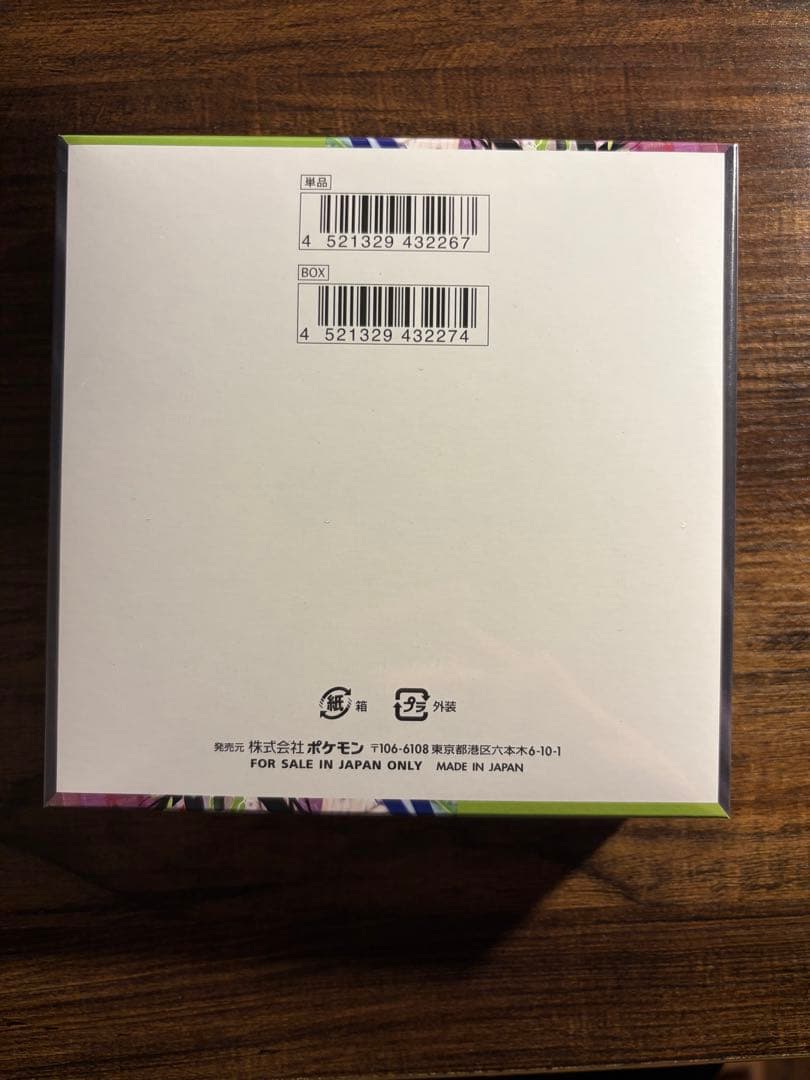 単品
4 521329 432267
BOX
4 521329 432274
紙 箱 プラ 外装
発売元 株式会社ポケモン 〒106-6108 東京都港区六本木6-10-1
FOR SALE IN JAPAN ONLY MADE IN JAPAN